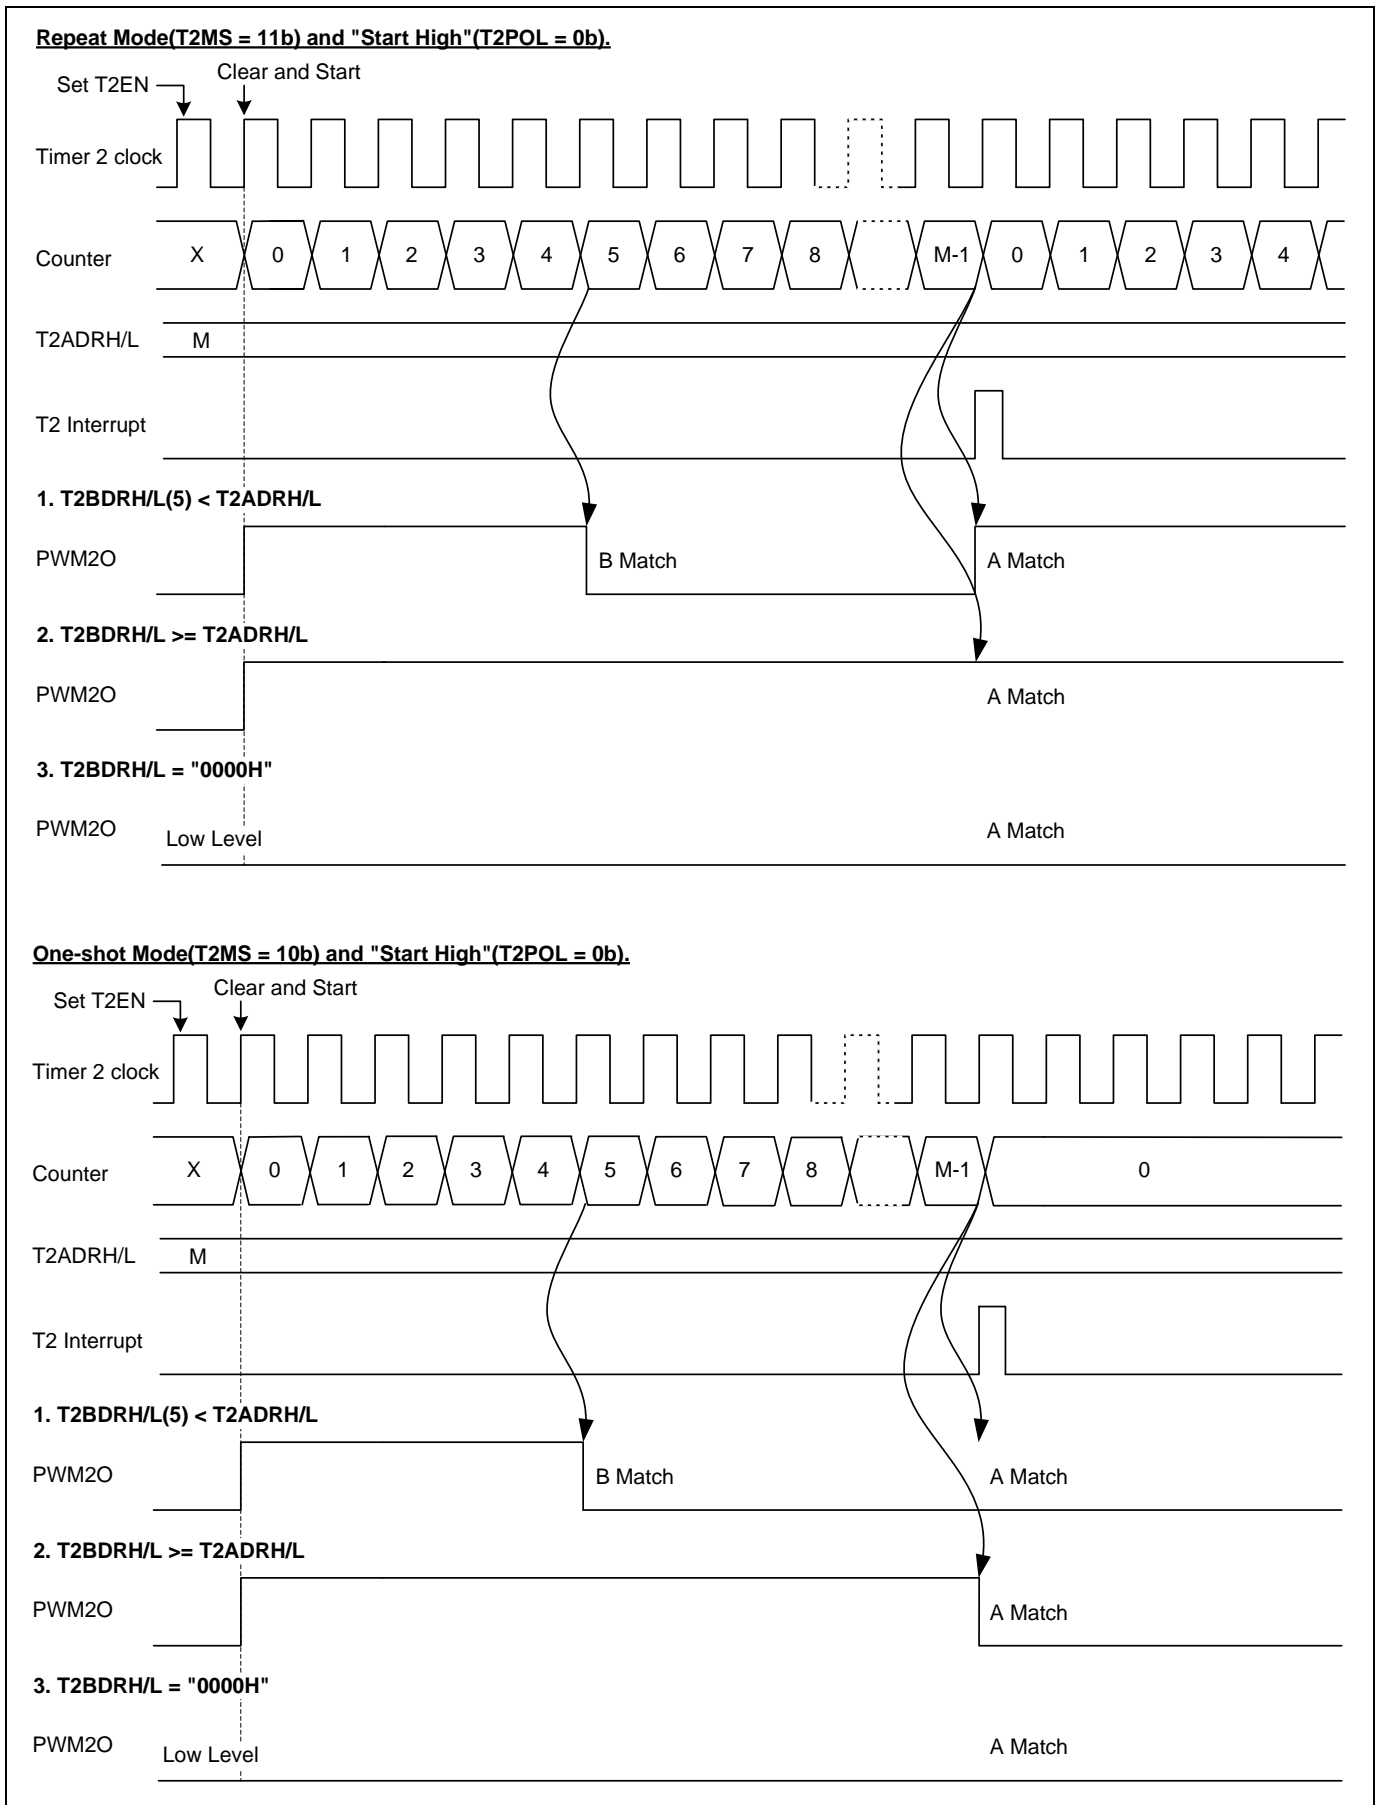 Repeat Mode(T2MS = 11b) and "Start High"(T2POL = 0b).
Set T2EN
Clear and Start
Timer 2 clock
Counter X 0 1 2 3 4 5 6 7 8 M-1 0 1 2 3 4
T2ADRH/L M
T2 Interrupt
1. T2BDRH/L(5) < T2ADRH/L
PWM2O B Match A Match
2. T2BDRH/L >= T2ADRH/L
PWM2O A Match
3. T2BDRH/L = "0000H"
PWM2O Low Level A Match
One-shot Mode(T2MS = 10b) and "Start High"(T2POL = 0b).
Set T2EN
Clear and Start
Timer 2 clock
Counter X 0 1 2 3 4 5 6 7 8 M-1 0
T2ADRH/L M
T2 Interrupt
1. T2BDRH/L(5) < T2ADRH/L
PWM2O B Match A Match
2. T2BDRH/L >= T2ADRH/L
PWM2O A Match
3. T2BDRH/L = "0000H"
PWM2O Low Level A Match